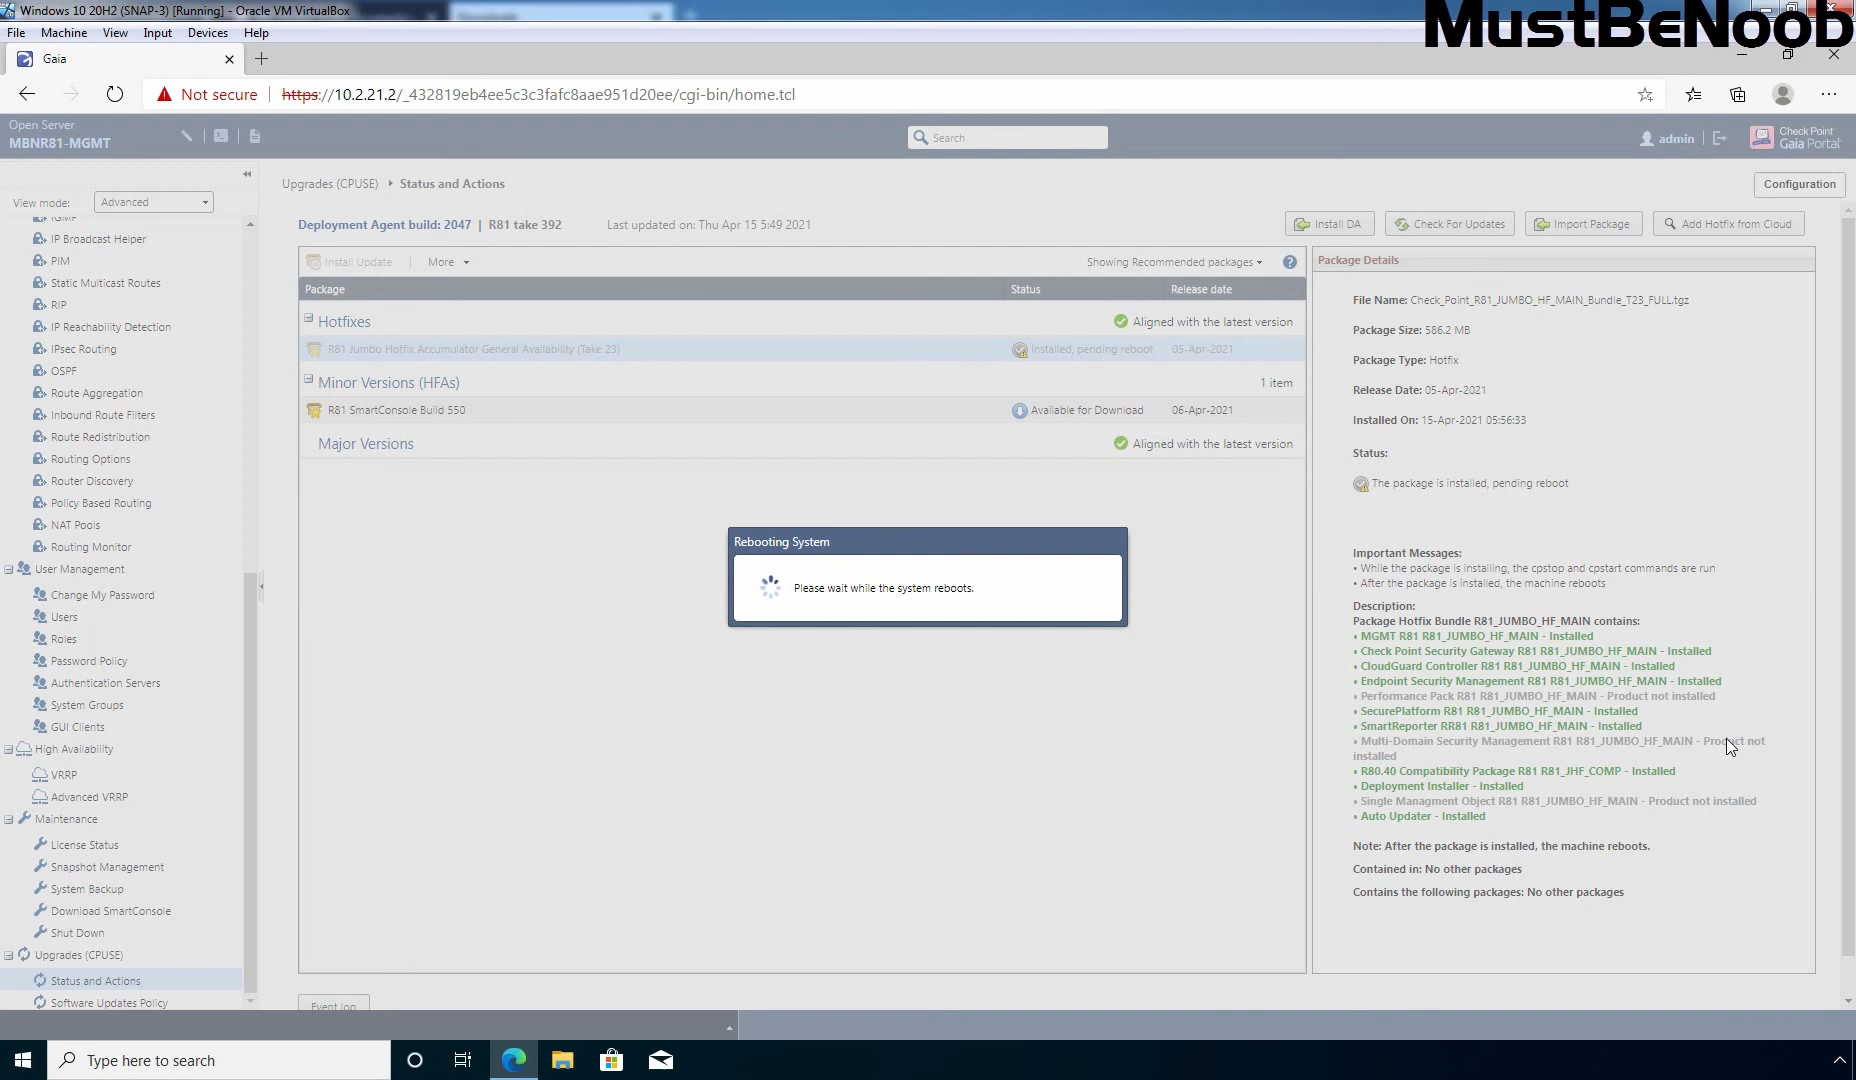 Windows 10 20H2 (SNAP-3) [Running] - Oracle VM VirtualBox
MustBeNoob
File Machine View Input Devices Help
Gaia
Not secure https://10.2.21.2/_432819eb4ee5c3c3fafc8aae951d20ee/cgi-bin/home.tcl
Open Server
MBNR81-MGMT
Search
admin
Check Point
Gaia Portal
View mode: Advanced
Upgrades (CPUSE) Status and Actions
Configuration
Deployment Agent build: 2047 | R81 take 392 Last updated on: Thu Apr 15 5:49 2021
Install DA Check For Updates Import Package Add Hotfix from Cloud
IGMP
IP Broadcast Helper
PIM
Static Multicast Routes
RIP
IP Reachability Detection
IPsec Routing
OSPF
Route Aggregation
Inbound Route Filters
Route Redistribution
Routing Options
Router Discovery
Policy Based Routing
NAT Pools
Routing Monitor
User Management
Change My Password
Users
Roles
Password Policy
Authentication Servers
System Groups
GUI Clients
High Availability
VRRP
Advanced VRRP
Maintenance
License Status
Snapshot Management
System Backup
Download SmartConsole
Shut Down
Upgrades (CPUSE)
Status and Actions
Software Updates Policy
Install Update More Showing Recommended packages
Package Status Release date
Hotfixes Aligned with the latest version
R81 Jumbo Hotfix Accumulator General Availability (Take 23) Installed, pending reboot 05-Apr-2021
Minor Versions (HFAs) 1 item
R81 SmartConsole Build 550 Available for Download 06-Apr-2021
Major Versions Aligned with the latest version
Rebooting System
Please wait while the system reboots.
Event log
Package Details
File Name: Check_Point_R81_JUMBO_HF_MAIN_Bundle_T23_FULL.tgz
Package Size: 586.2 MB
Package Type: Hotfix
Release Date: 05-Apr-2021
Installed On: 15-Apr-2021 05:56:33
Status:
The package is installed, pending reboot
Important Messages:
• While the package is installing, the cpstop and cpstart commands are run
• After the package is installed, the machine reboots
Description:
Package Hotfix Bundle R81_JUMBO_HF_MAIN contains:
• MGMT R81 R81_JUMBO_HF_MAIN - Installed
• Check Point Security Gateway R81 R81_JUMBO_HF_MAIN - Installed
• CloudGuard Controller R81 R81_JUMBO_HF_MAIN - Installed
• Endpoint Security Management R81 R81_JUMBO_HF_MAIN - Installed
• Performance Pack R81 R81_JUMBO_HF_MAIN - Product not installed
• SecurePlatform R81 R81_JUMBO_HF_MAIN - Installed
• SmartReporter RR81 R81_JUMBO_HF_MAIN - Installed
• Multi-Domain Security Management R81 R81_JUMBO_HF_MAIN - Product not
installed
• R80.40 Compatibility Package R81 R81_JHF_COMP - Installed
• Deployment Installer - Installed
• Single Managment Object R81 R81_JUMBO_HF_MAIN - Product not installed
• Auto Updater - Installed
Note: After the package is installed, the machine reboots.
Contained in: No other packages
Contains the following packages: No other packages
Type here to search